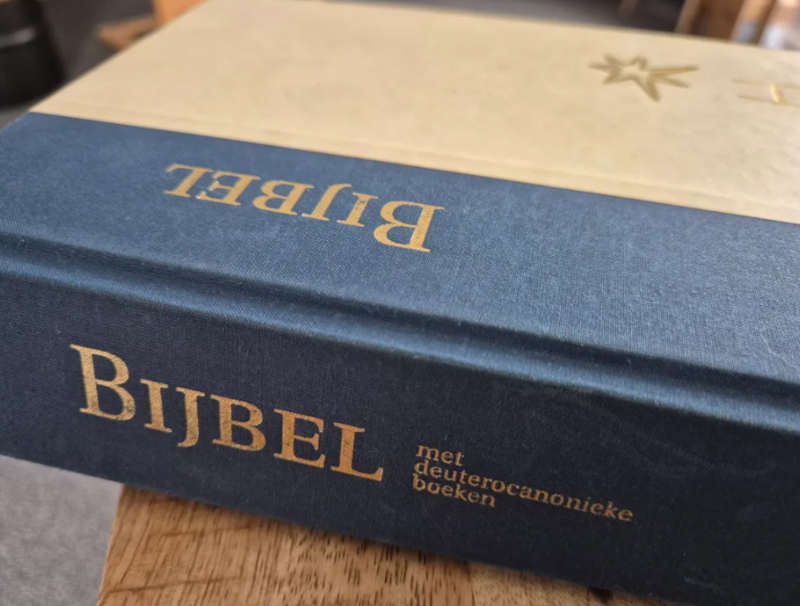 BIJBEL
BIJBEL
met
deuterocanonieke
boeken